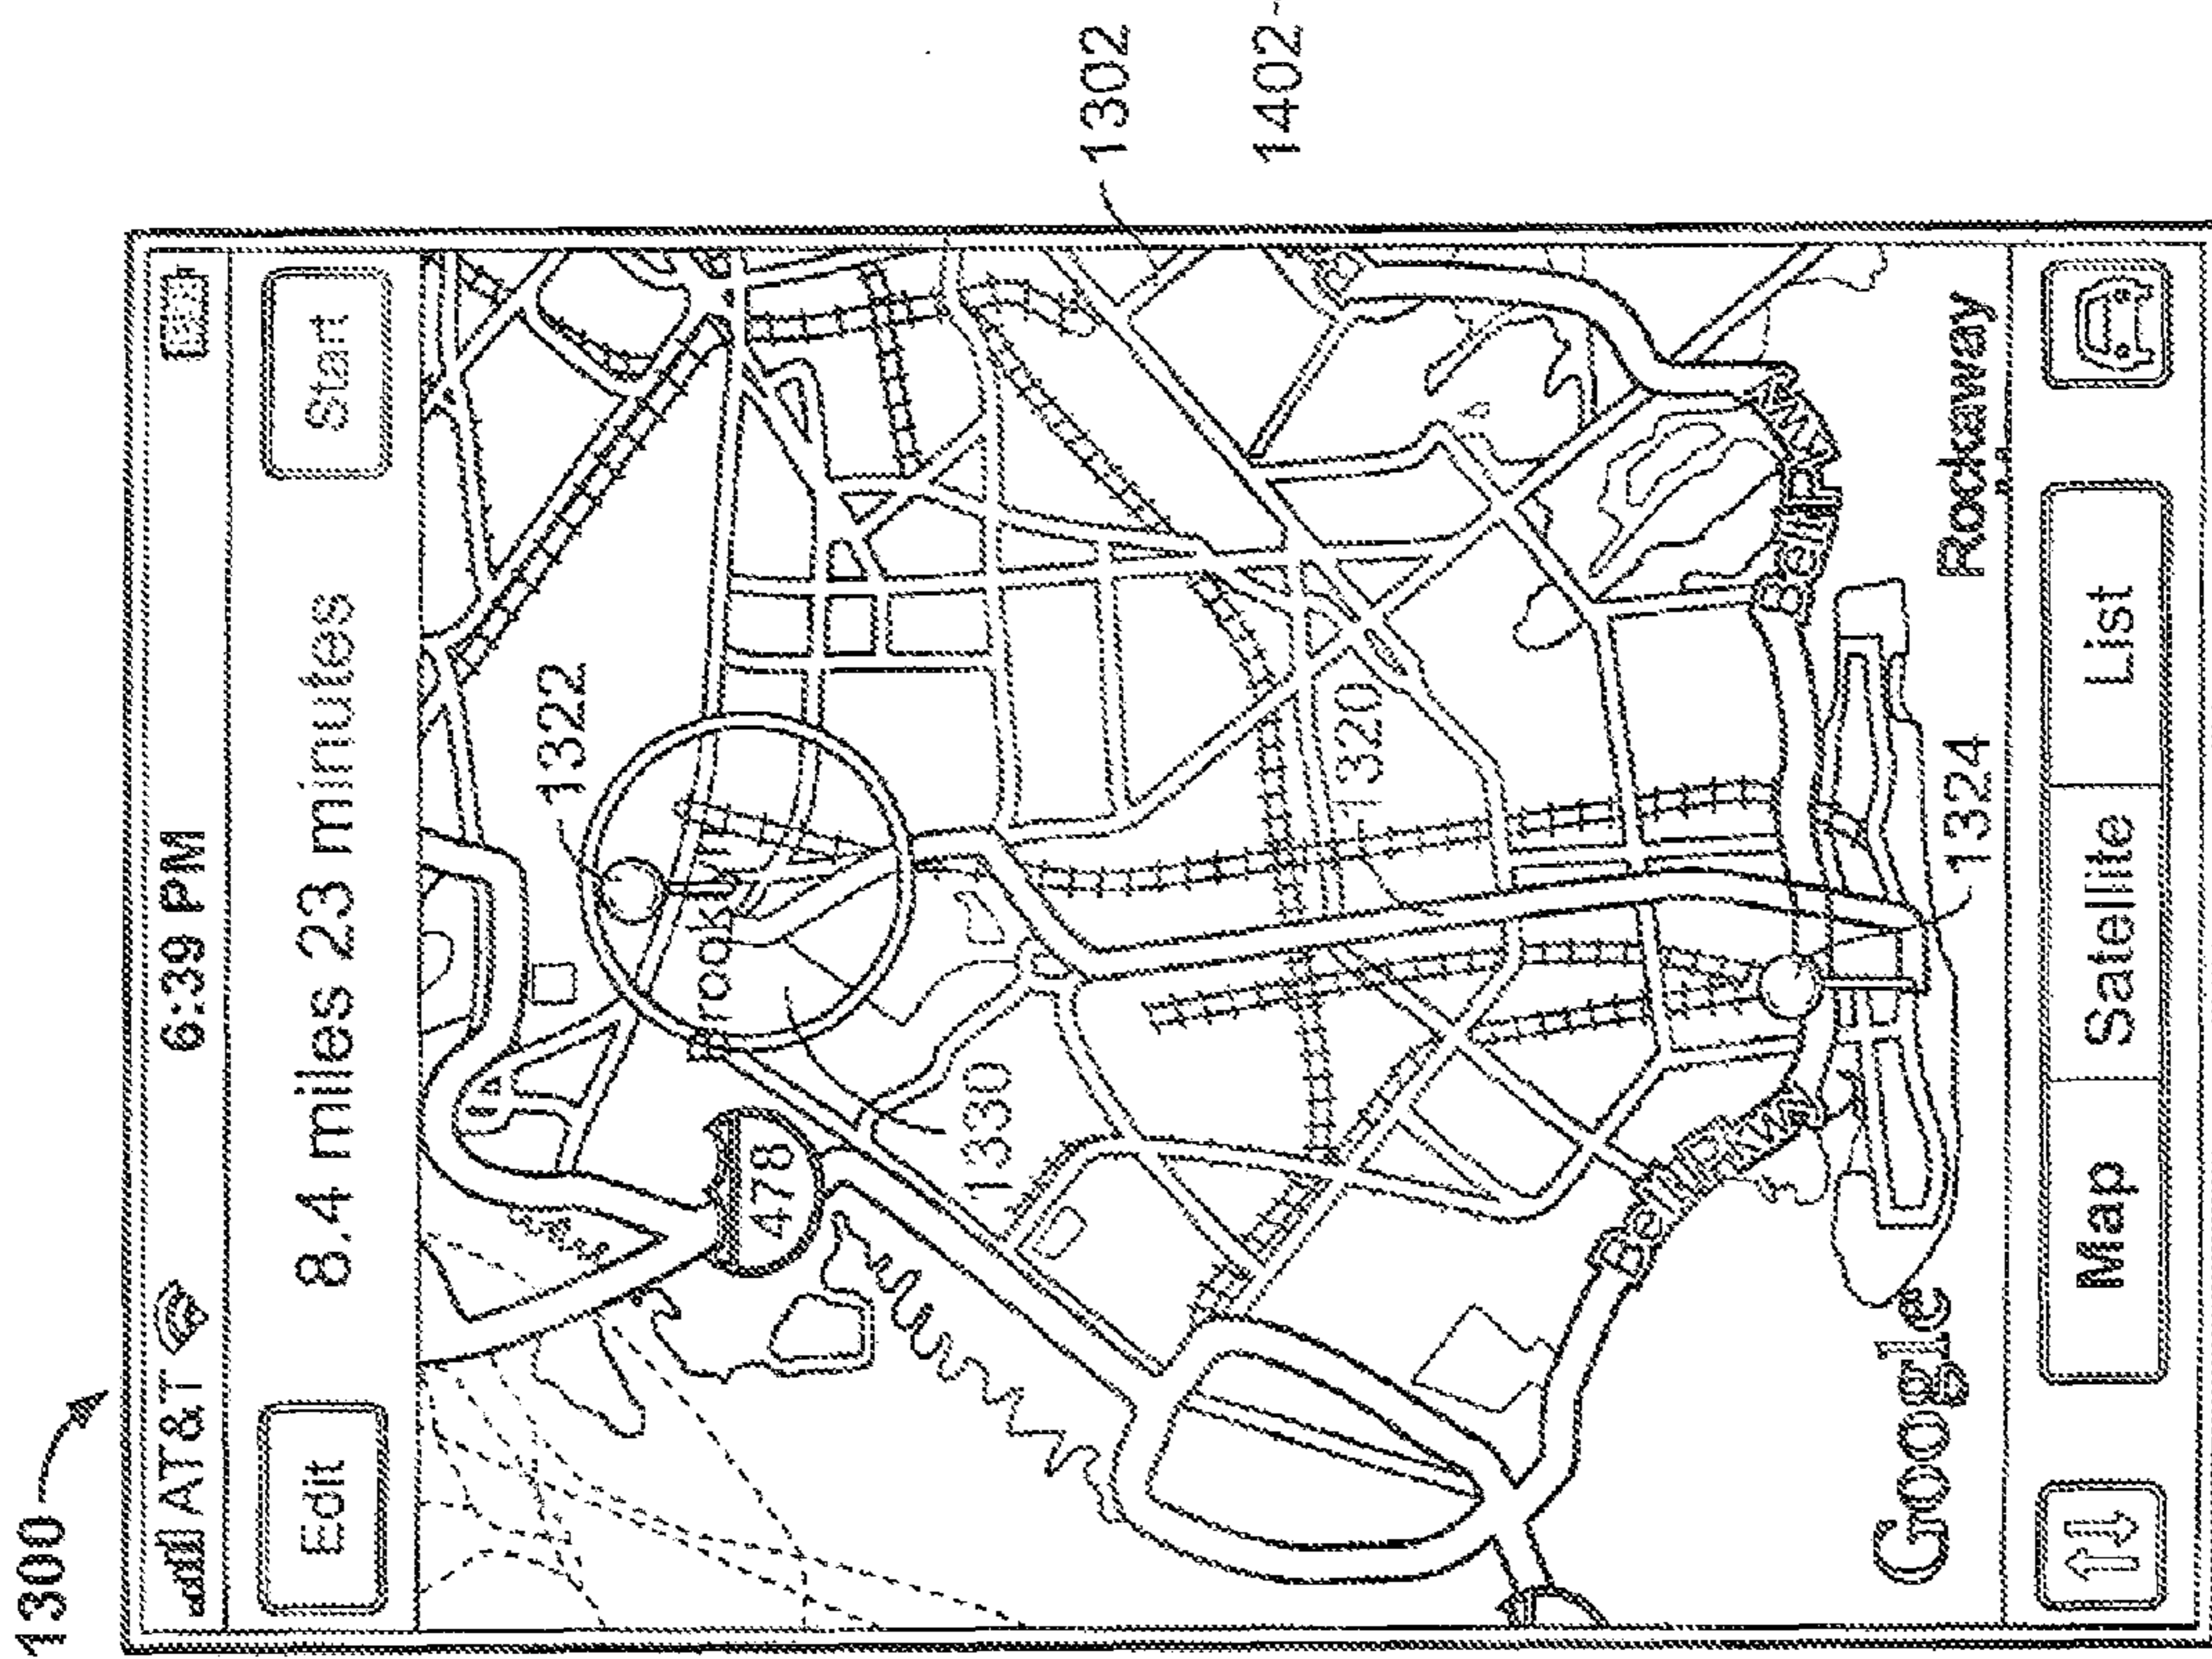 1300
AT&T 6:39 PM
Edit 8.4 miles 23 minutes Start
1322
Brooklyn
478
1330
1320
1302
1402
Belt Pkwy
Belt Pkwy
1324
Google
Rockaway
Map Satellite List